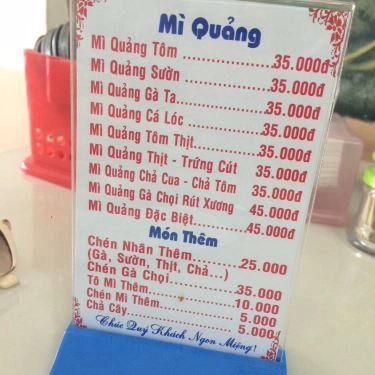 Mì Quảng
Mì Quảng Tôm ........................ 35.000đ
Mì Quảng Sườn ..................... 35.000đ
Mì Quảng Gà Ta..................... 35.000đ
Mì Quảng Cá Lóc ................... 35.000đ
Mì Quảng Tôm Thịt................ 35.000đ
Mì Quảng Thịt - Trứng Cút 35.000đ
Mì Quảng Chả Cua - Chả Tôm 35.000đ
Mì Quảng Gà Chọi Rút Xương 45.000đ
Mì Quảng Đặc Biệt................. 45.000đ
Món Thêm
Chén Nhân Thêm................. 25.000
(Gà, Sườn, Thịt, Chả...)
Chén Gà Chọi........................ 35.000
Tô Mì Thêm .......................... 10.000
Chén Mì Thêm ..................... 5.000
Chả Cây................................ 5.000
Chúc Quý Khách Ngon Miệng!